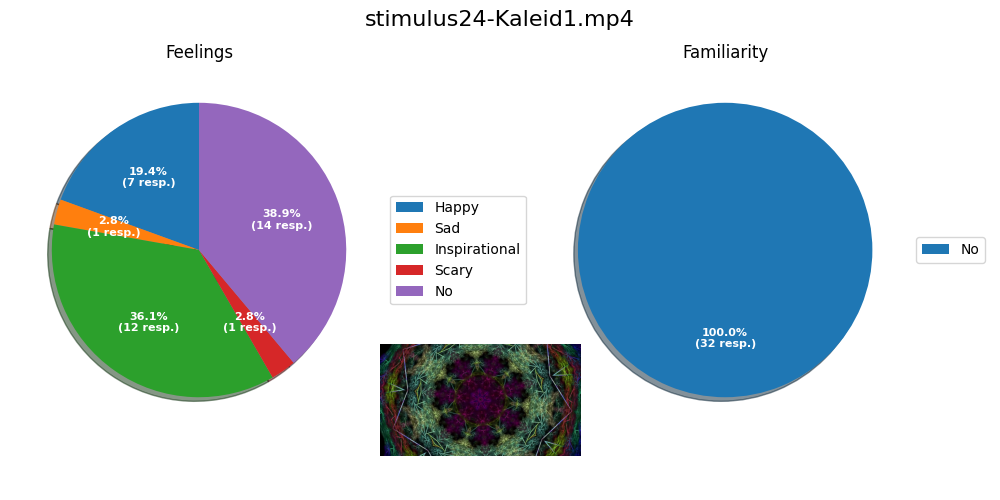 stimulus24-Kaleid1.mp4
Feelings
Familiarity
19.4%
(7 resp.)
2.8%
(1 resp.)
36.1%
(12 resp.)
2.8%
(1 resp.)
38.9%
(14 resp.)
Happy
Sad
Inspirational
Scary
No
100.0%
(32 resp.)
No